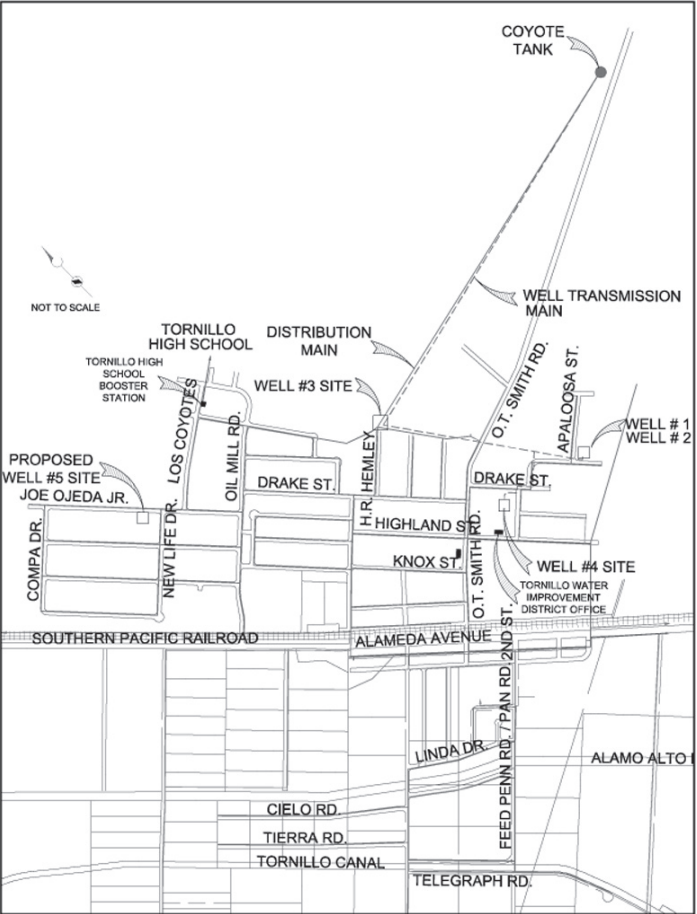 COYOTE
TANK
NOT TO SCALE
WELL TRANSMISSION
MAIN
TORNILLO
HIGH SCHOOL
DISTRIBUTION
MAIN
TORNILLO HIGH
SCHOOL
BOOSTER
STATION
WELL #3 SITE
O.T. SMITH RD.
APALOOSA ST.
LOS COYOTES
OIL MILL RD.
H.R. HEMLEY
WELL # 1
WELL # 2
PROPOSED
WELL #5 SITE
JOE OJEDA JR.
DRAKE ST.
DRAKE ST.
COMPA DR.
NEW LIFE DR.
HIGHLAND ST.
O.T. SMITH RD.
KNOX ST.
WELL #4 SITE
TORNILLO WATER
IMPROVEMENT
DISTRICT OFFICE
SOUTHERN PACIFIC RAILROAD
ALAMEDA AVENUE
FEED PENN RD. / PAN RD. 2ND ST.
LINDA DR.
ALAMO ALTO
CIELO RD.
TIERRA RD.
TORNILLO CANAL
TELEGRAPH RD.